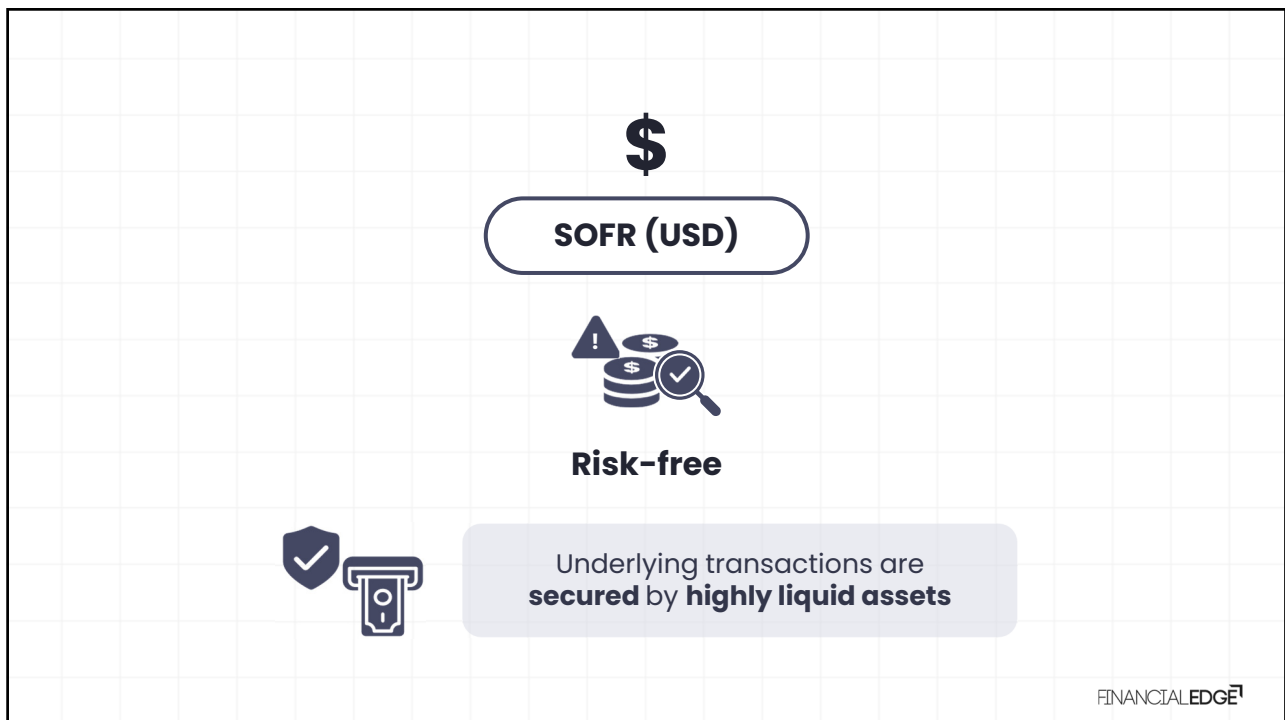 $
SOFR (USD)
!
$
$
Risk-free
Underlying transactions are
secured by highly liquid assets
FINANCIALEDGE